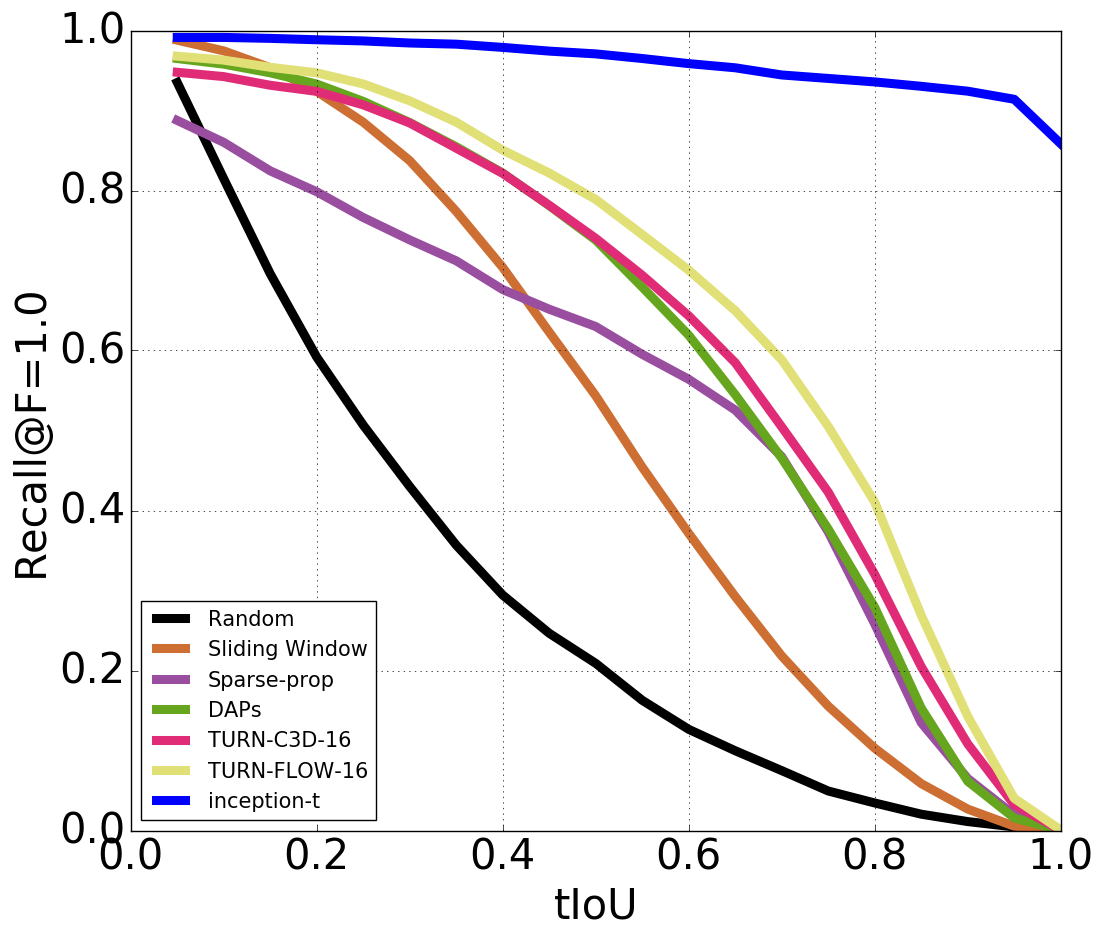 Recall@F=1.0
1.0
0.8
0.6
0.4
0.2
0.0
Random
Sliding Window
Sparse-prop
DAPs
TURN-C3D-16
TURN-FLOW-16
inception-t
0.0 0.2 0.4 0.6 0.8 1.0
tIoU